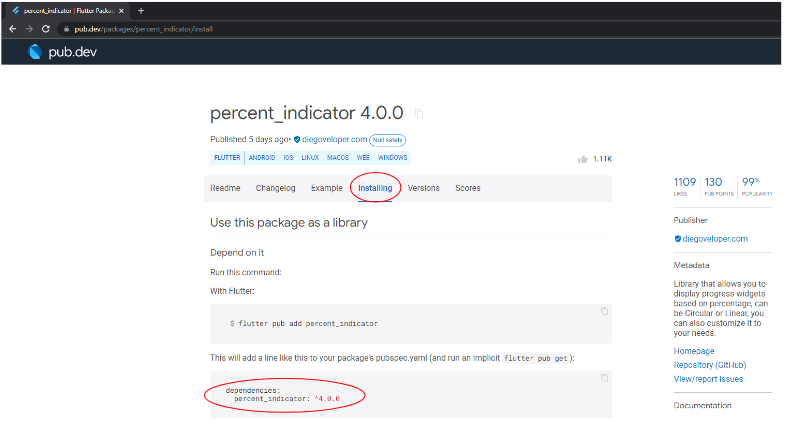 percent_indicator | Flutter Packag
pub.dev/packages/percent_indicator/install
pub.dev
percent_indicator 4.0.0
Published 5 days ago• diegoveloper.com Null safety
FLUTTER ANDROID IOS LINUX MACOS WEB WINDOWS
1.11K
Readme Changelog Example Installing Versions Scores
Use this package as a library
Depend on it
Run this command:
With Flutter:
$ flutter pub add percent_indicator
This will add a line like this to your package's pubspec.yaml (and run an implicit flutter pub get ):
dependencies:
percent_indicator: ^4.0.0
1109 130 99%
LIKES PUB POINTS POPULARITY
Publisher
diegoveloper.com
Metadata
Library that allows you to
display progress widgets
based on percentage, can
be Circular or Linear, you
can also customize it to
your needs.
Homepage
Repository (GitHub)
View/report issues
Documentation